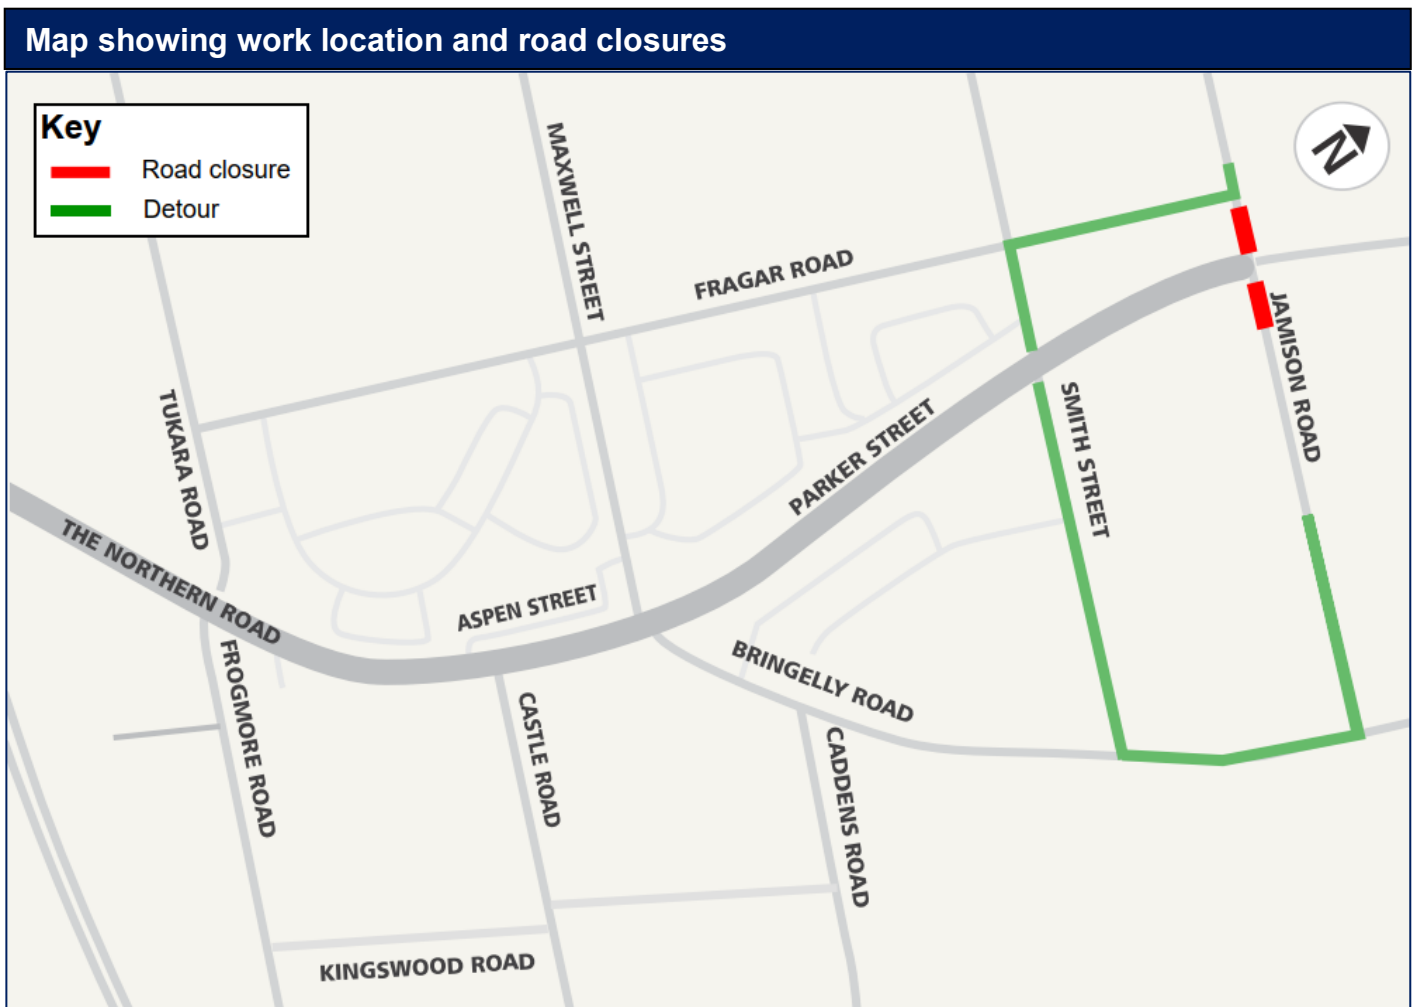 Map showing work location and road closures
Key
Road closure
Detour
N
MAXWELL STREET
FRAGAR ROAD
JAMISON ROAD
TUKARA ROAD
SMITH STREET
PARKER STREET
THE NORTHERN ROAD
ASPEN STREET
BRINGELLY ROAD
FROGMORE ROAD
CASTLE ROAD
CADDENS ROAD
KINGSWOOD ROAD